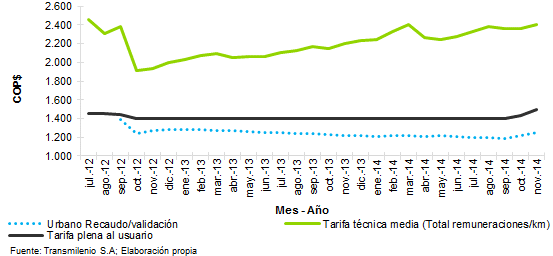 2.600
2.400
2.200
2.000
1.800
1.600
1.400
1.200
1.000
COP$
jul.-12
ago.-12
sep.-12
oct.-12
nov.-12
dic.-12
ene.-13
feb.-13
mar.-13
abr.-13
may.-13
jun.-13
jul.-13
ago.-13
sep.-13
oct.-13
nov.-13
dic.-13
ene.-14
feb.-14
mar.-14
abr.-14
may.-14
jun.-14
jul.-14
ago.-14
sep.-14
oct.-14
nov.-14
Mes - Año
Urbano Recaudo/validación
Tarifa técnica media (Total remuneraciones/km)
Tarifa plena al usuario
Fuente: Transmilenio S.A; Elaboración propia